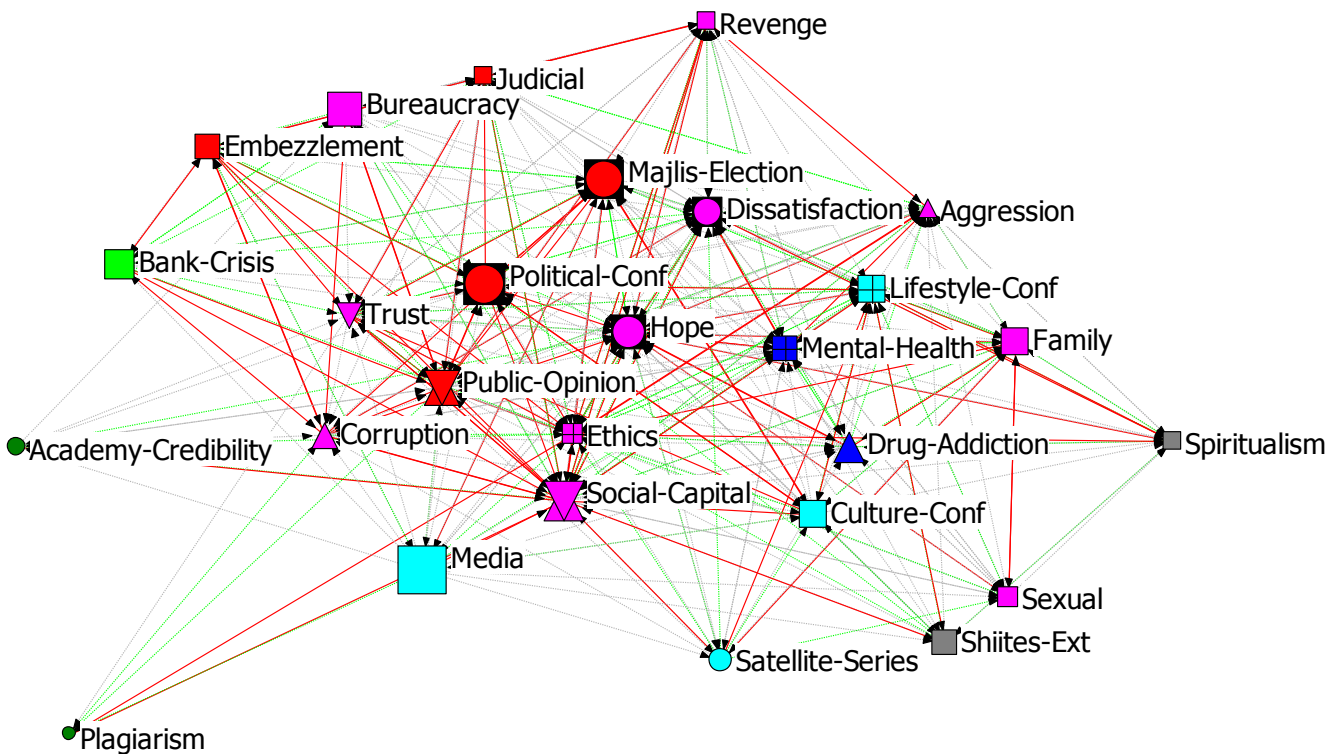 Revenge
Judicial
Bureaucracy
Embezzlement
Majlis-Election
Dissatisfaction
Aggression
Bank-Crisis
Political-Conf
Lifestyle-Conf
Trust
Hope
Mental-Health
Family
Public-Opinion
Academy-Credibility
Corruption
Ethics
Drug-Addiction
Spiritualism
Social-Capital
Culture-Conf
Media
Sexual
Shiites-Ext
Satellite-Series
Plagiarism